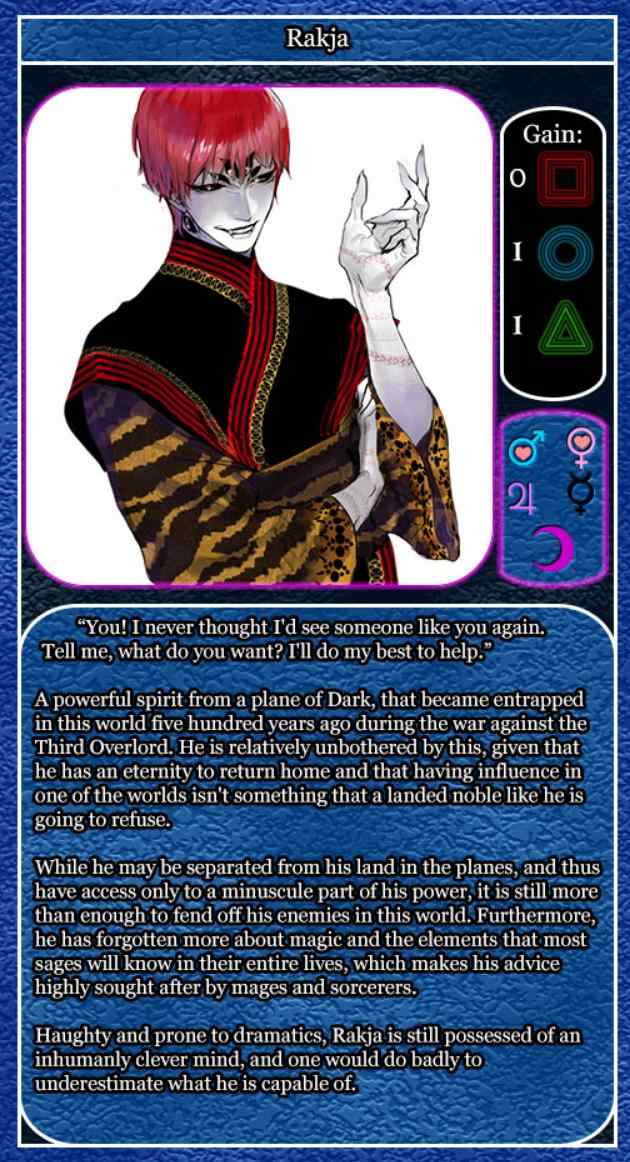 Rakja
Gain:
0
I
I
“You! I never thought I'd see someone like you again.
Tell me, what do you want? I'll do my best to help.”
A powerful spirit from a plane of Dark, that became entrapped
in this world five hundred years ago during the war against the
Third Overlord. He is relatively unbothered by this, given that
he has an eternity to return home and that having influence in
one of the worlds isn't something that a landed noble like he is
going to refuse.
While he may be separated from his land in the planes, and thus
have access only to a minuscule part of his power, it is still more
than enough to fend off his enemies in this world. Furthermore,
he has forgotten more about magic and the elements that most
sages will know in their entire lives, which makes his advice
highly sought after by mages and sorcerers.
Haughty and prone to dramatics, Rakja is still possessed of an
inhumanly clever mind, and one would do badly to
underestimate what he is capable of.